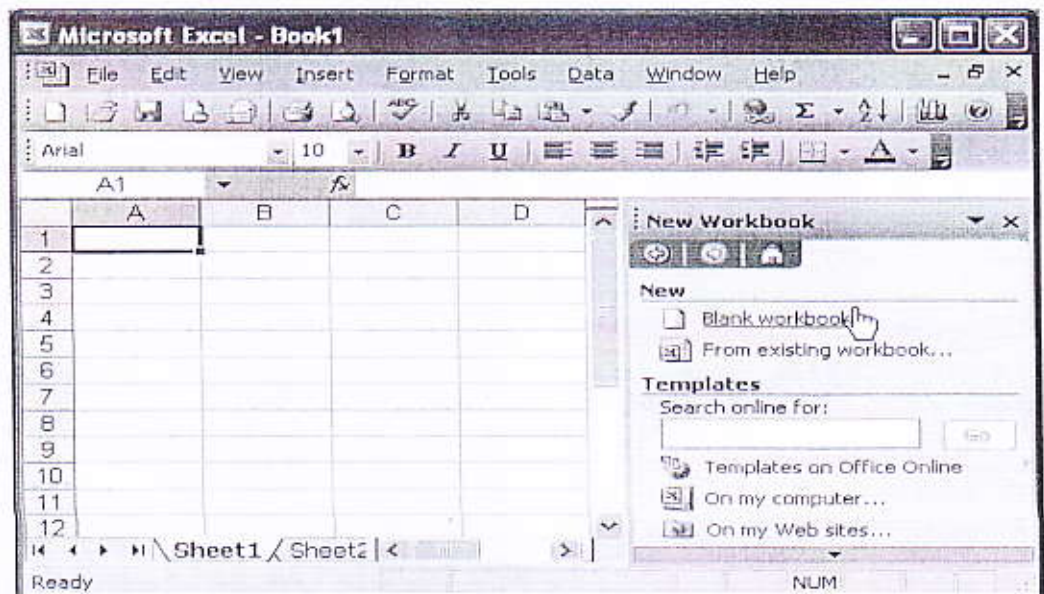 Microsoft Excel - Book1
File Edit View Insert Format Tools Data Window Help
ABC Σ
Arial 10 B I U A
A1 fx
A B C D
New Workbook
1
2
New
3
4
Blank workbook
5
From existing workbook...
6
Templates
7
Search online for:
8
Go
9
Templates on Office Online
10
On my computer...
11
On my Web sites...
12
Sheet1 Sheet2
Ready NUM